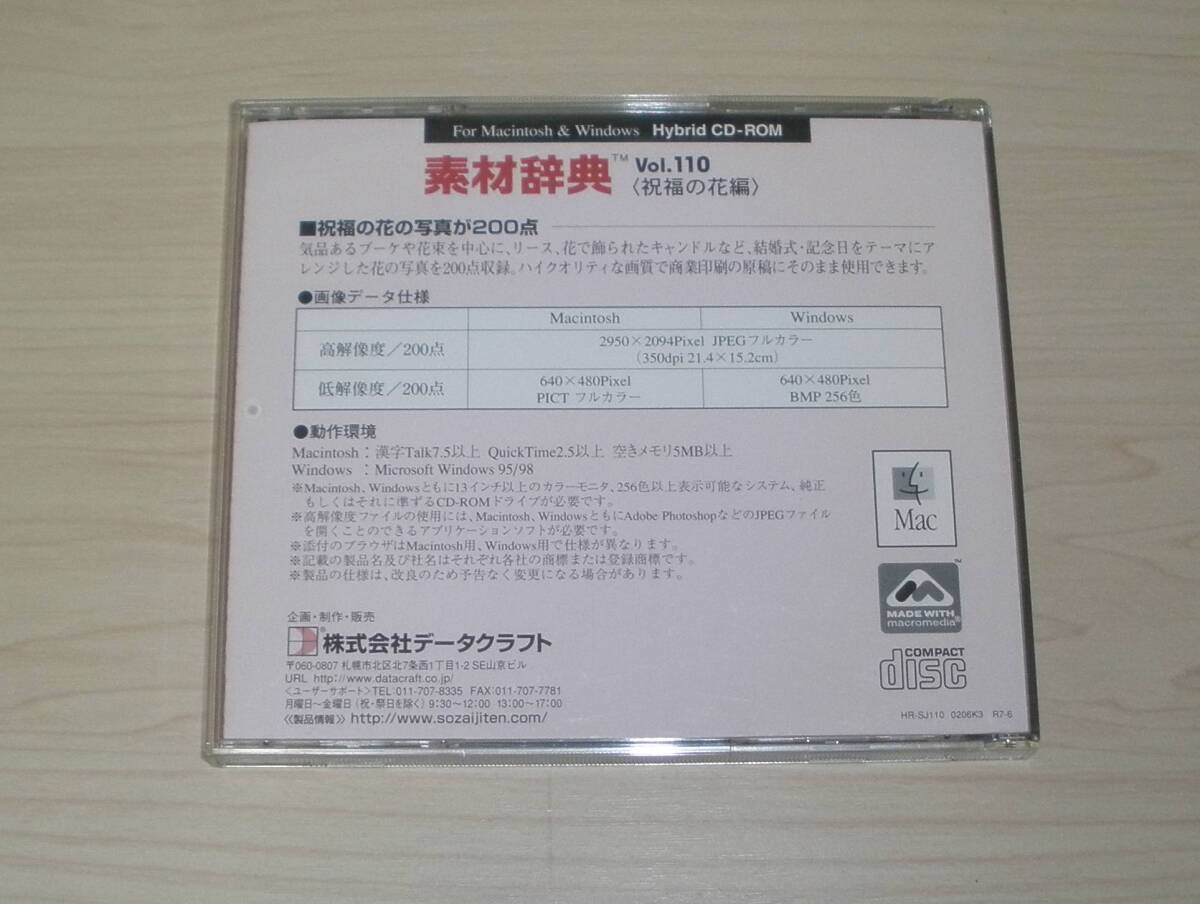 For Macintosh & Windows Hybrid CD-ROM
素材辞典™ Vol.110
〈祝福の花編〉
■祝福の花の写真が200点
気品あるブーケや花束を中心に、リース、花で飾られたキャンドルなど、結婚式・記念日をテーマにア
レンジした花の写真を200点収録。ハイクオリティな画質で商業印刷の原稿にそのまま使用できます。
●画像データ仕様
Macintosh Windows
高解像度／200点 2950×2094Pixel JPEGフルカラー
（350dpi 21.4×15.2cm）
低解像度／200点 640×480Pixel 640×480Pixel
PICT フルカラー BMP 256色
●動作環境
Macintosh：漢字Talk7.5以上 QuickTime2.5以上 空きメモリ5MB以上
Windows ：Microsoft Windows 95/98
※Macintosh、Windowsともに13インチ以上のカラーモニタ、256色以上表示可能なシステム、純正
もしくはそれに準ずるCD-ROMドライブが必要です。
※高解像度ファイルの使用には、Macintosh、WindowsともにAdobe PhotoshopなどのJPEGファイル
を開くことのできるアプリケーションソフトが必要です。
※添付のブラウザはMacintosh用、Windows用で仕様が異なります。
※記載の製品名及び社名はそれぞれ各社の商標または登録商標です。
※製品の仕様は、改良のため予告なく変更になる場合があります。
Mac
™
MADE WITH
macromedia®
企画・制作・販売
®株式会社データクラフト
〒060-0807 札幌市北区北7条西1丁目1-2 SE山京ビル
URL http://www.datacraft.co.jp/
〈ユーザーサポート〉TEL:011-707-8335 FAX:011-707-7781
月曜日〜金曜日（祝・祭日を除く）9:30〜12:00 13:00〜17:00
《製品情報》http://www.sozaijiten.com/
COMPACT
disc
HR-SJ110 0206K3 R7-6